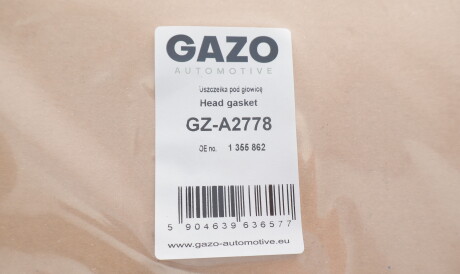 GAZO
AUTOMOTIVE
Uszczelka pod głowicę
Head gasket
GZ-A2778
OE no. 1 355 862
5 904639 636577
www.gazo-automotive.eu